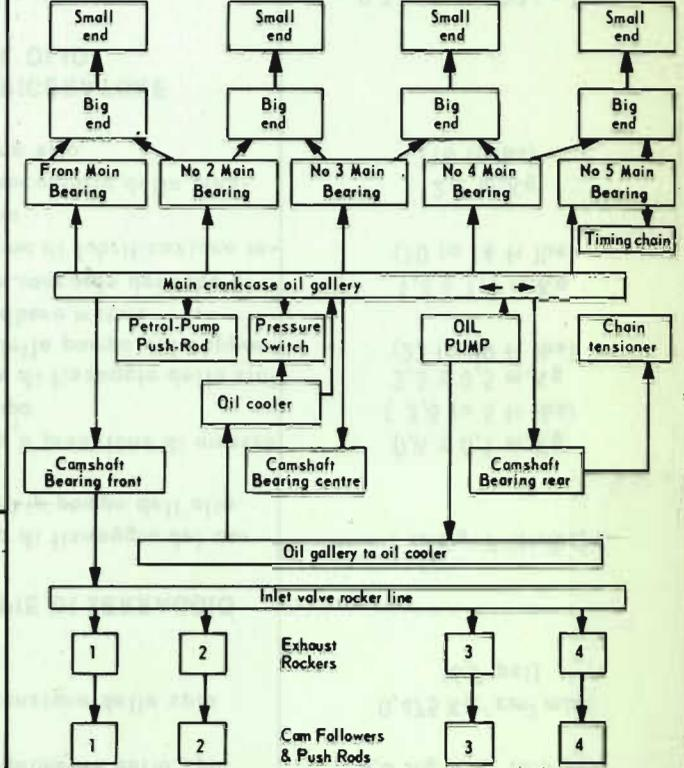 Small
end
Small
end
Small
end
Small
end
Big
end
Big
end
Big
end
Big
end
Front Main
Bearing
No 2 Main
Bearing
No 3 Main
Bearing
No 4 Main
Bearing
No 5 Main
Bearing
Timing chain
Main crankcase oil gallery
Petrol-Pump
Push-Rod
Pressure
Switch
OIL
PUMP
Chain
tensioner
Oil cooler
Camshaft
Bearing front
Camshaft
Bearing centre
Camshaft
Bearing rear
Oil gallery to oil cooler
Inlet valve rocker line
1
2
Exhaust
Rockers
3
4
1
2
Cam Followers
& Push Rods
3
4